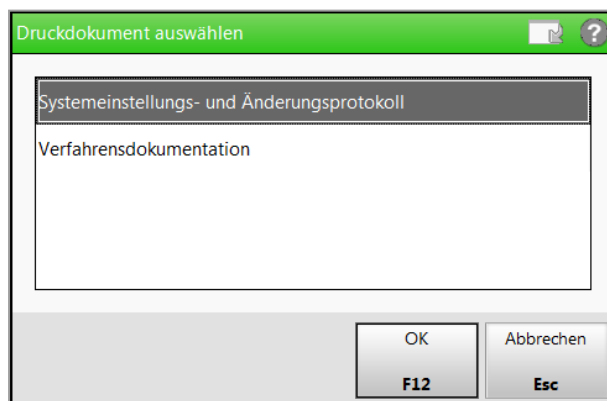 Druckdokument auswählen
?
Systemeinstellungs- und Änderungsprotokoll
Verfahrensdokumentation
OK
F12
Abbrechen
Esc